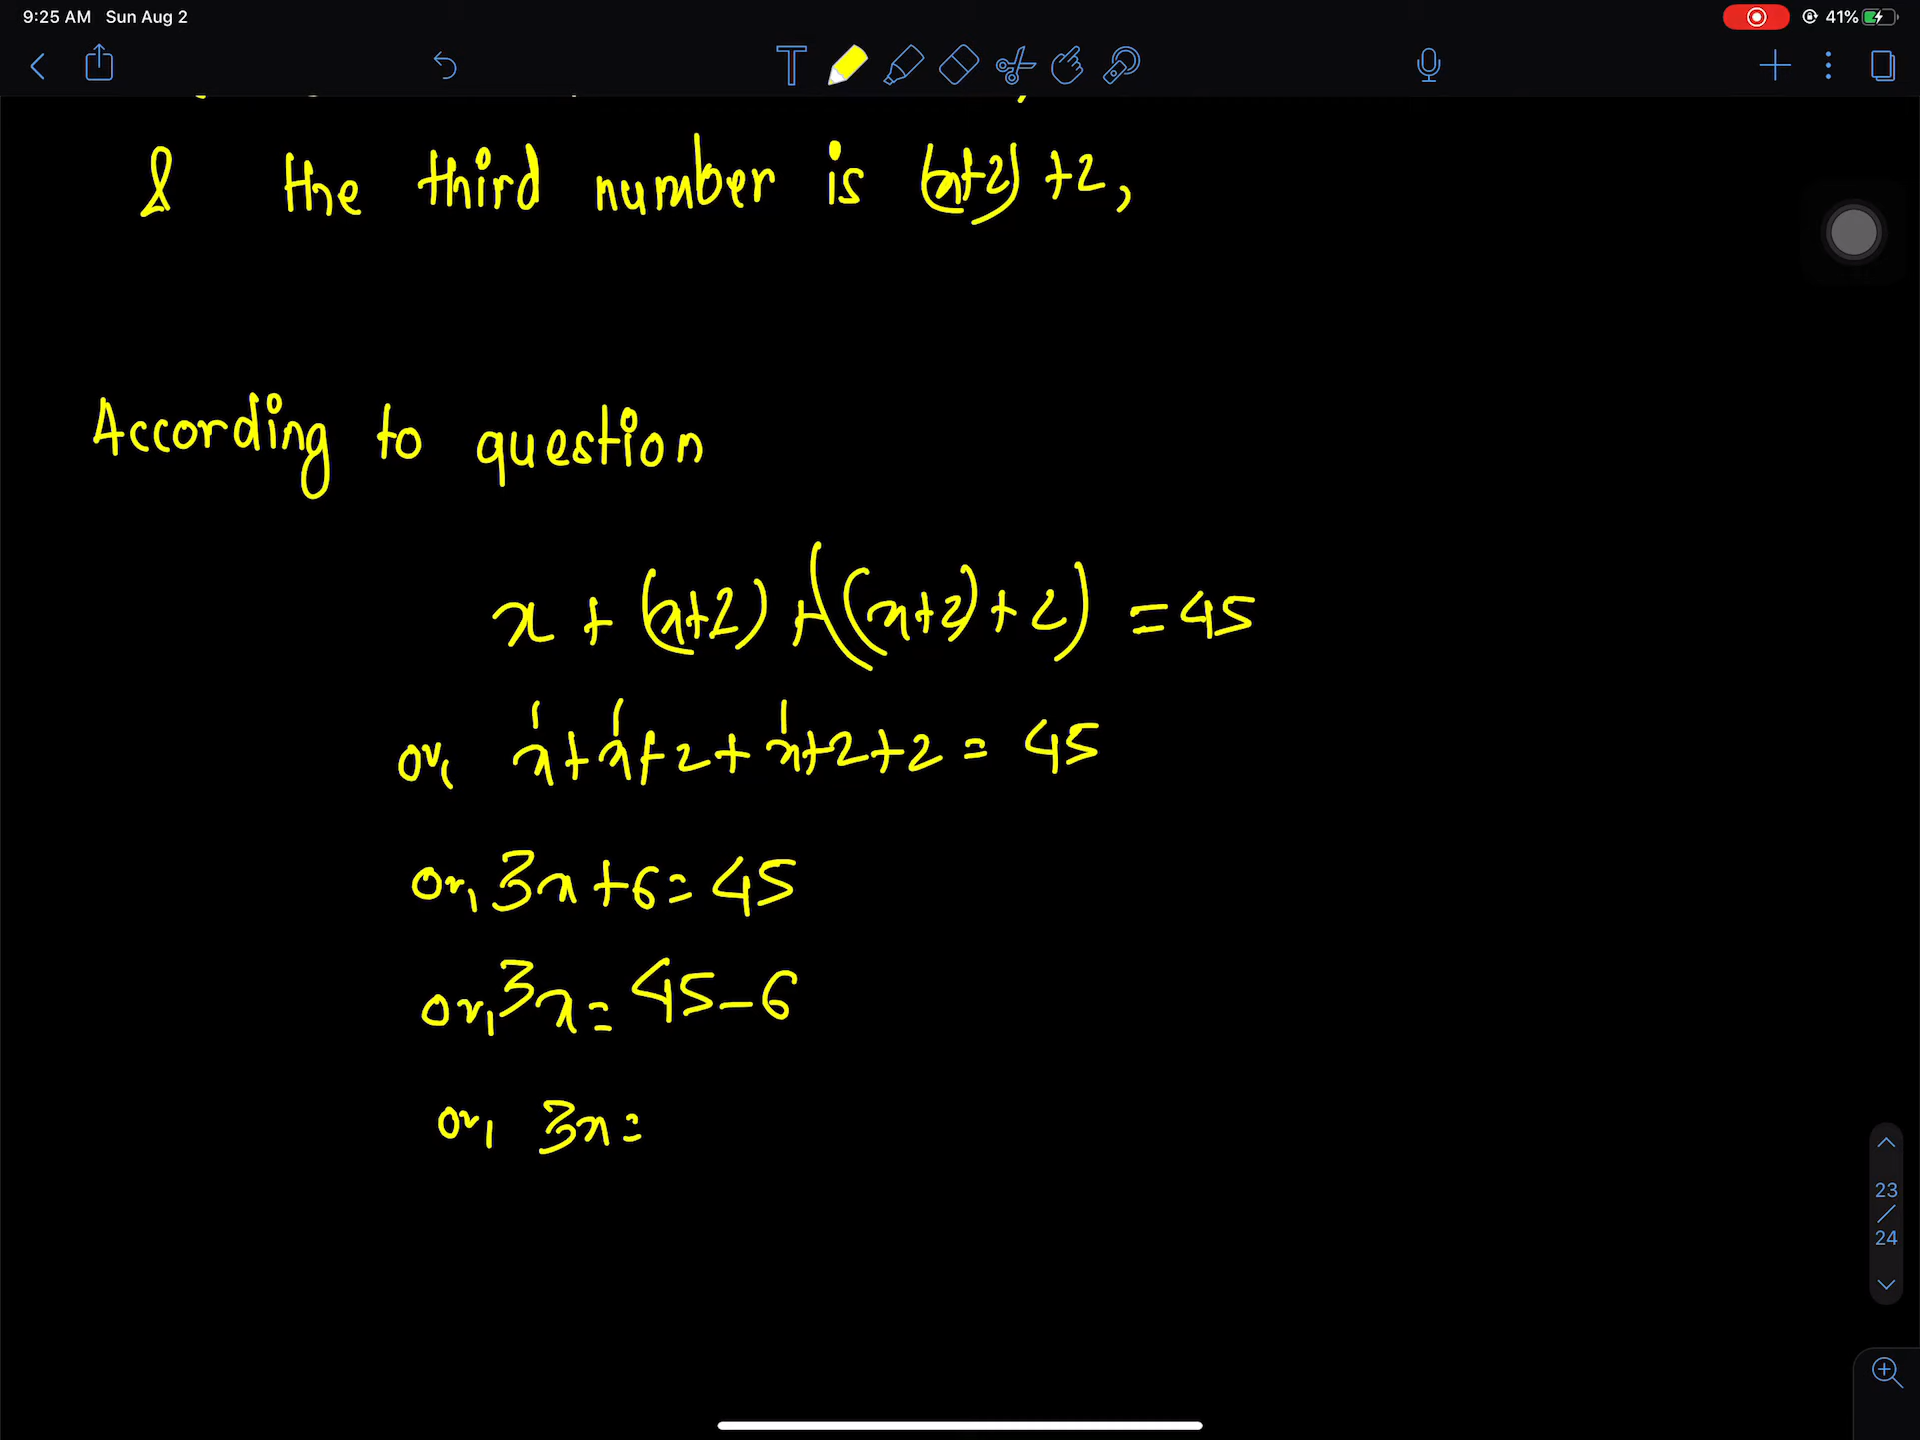 9:25 AM Sun Aug 2
41%
T
& the third number is (x+2) +2,
According to question
x + (x+2) + ((x+2) + 2) = 45
or, x + x + 2 + x + 2 + 2 = 45
or, 3x + 6 = 45
or, 3x = 45 - 6
or, 3x =
23
/
24